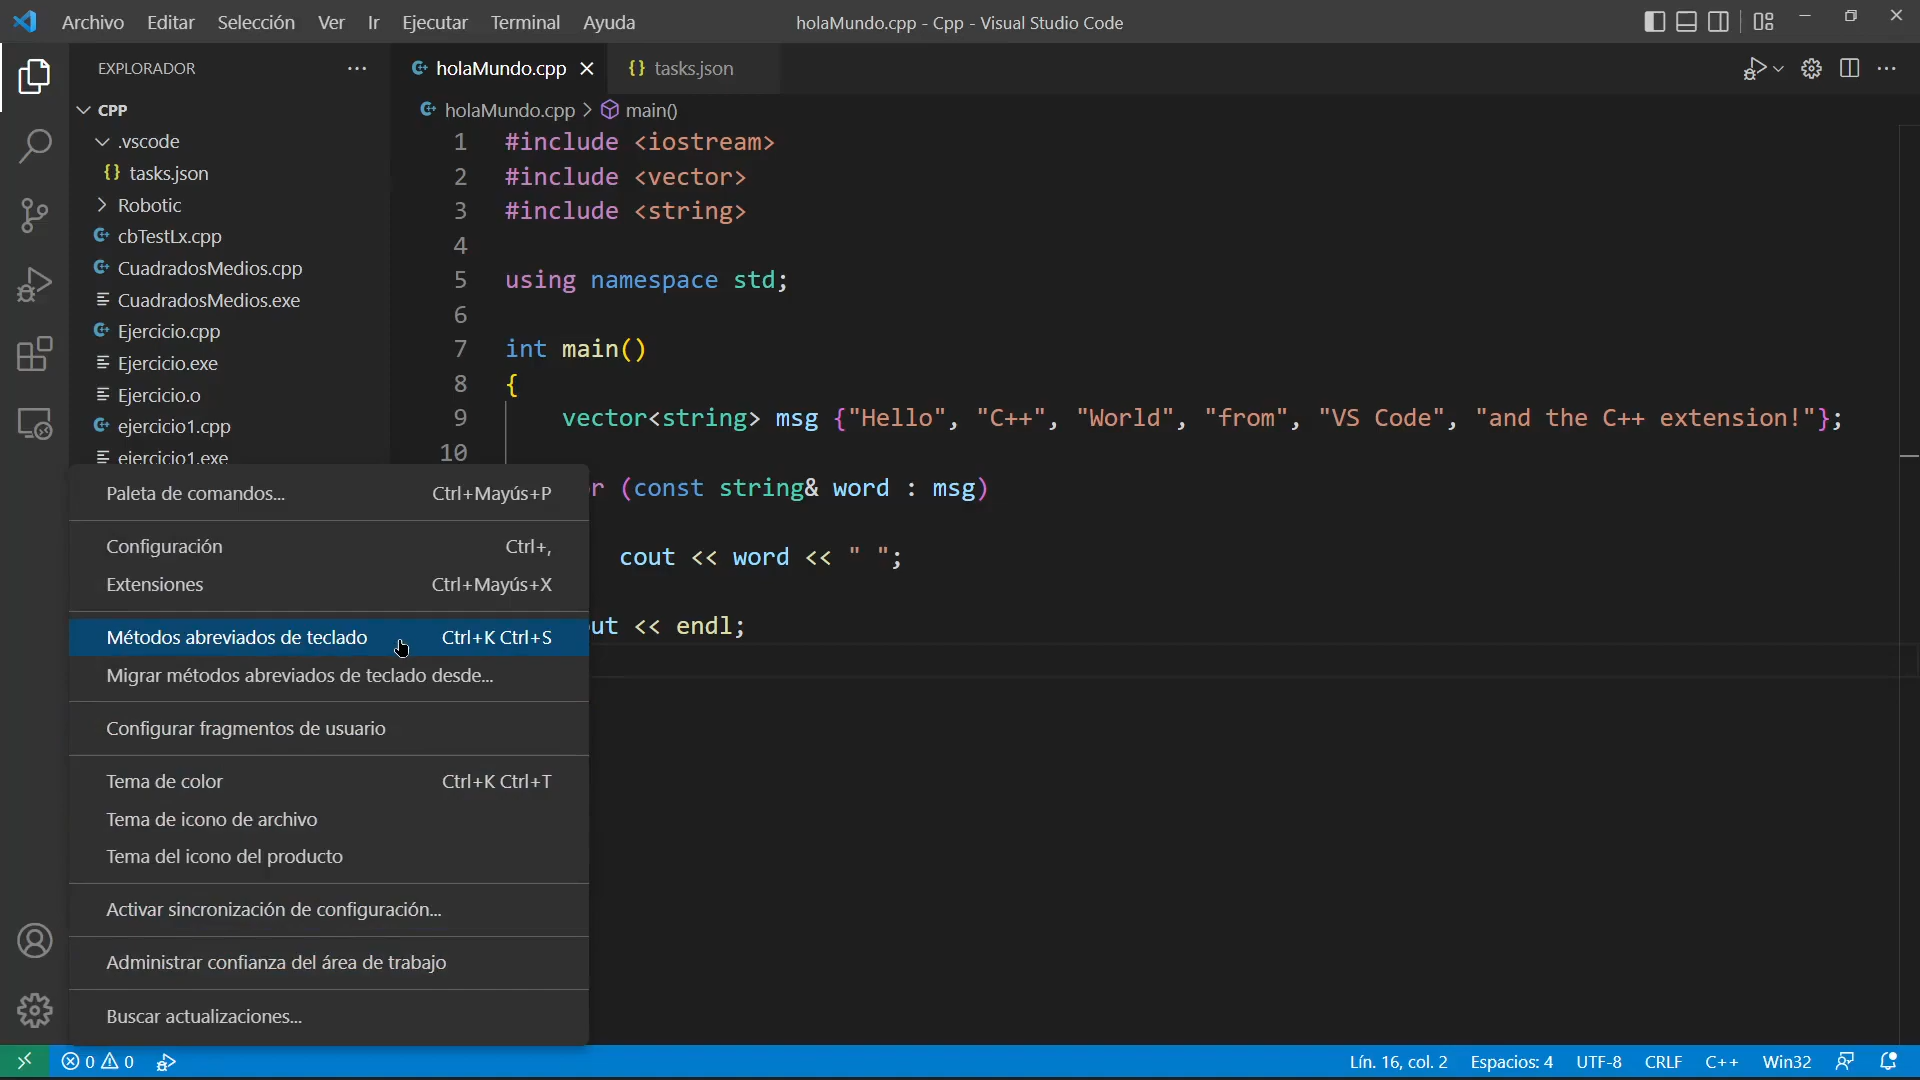 Archivo Editar Selección Ver Ir Ejecutar Terminal Ayuda
holaMundo.cpp - Cpp - Visual Studio Code
EXPLORADOR
holaMundo.cpp
tasks.json
CPP
holaMundo.cpp > main()
.vscode
tasks.json
Robotic
cbTestLx.cpp
CuadradosMedios.cpp
CuadradosMedios.exe
Ejercicio.cpp
Ejercicio.exe
Ejercicio.o
ejercicio1.cpp
ejercicio1.exe
1 #include <iostream>
2 #include <vector>
3 #include <string>
4
5 using namespace std;
6
7 int main()
8 {
9 vector<string> msg {"Hello", "C++", "World", "from", "VS Code", "and the C++ extension!"};
10
r (const string& word : msg)
cout << word << " ";
ut << endl;
Paleta de comandos... Ctrl+Mayús+P
Configuración Ctrl+,
Extensiones Ctrl+Mayús+X
Métodos abreviados de teclado Ctrl+K Ctrl+S
Migrar métodos abreviados de teclado desde...
Configurar fragmentos de usuario
Tema de color Ctrl+K Ctrl+T
Tema de icono de archivo
Tema del icono del producto
Activar sincronización de configuración...
Administrar confianza del área de trabajo
Buscar actualizaciones...
0 0
Lín. 16, col. 2 Espacios: 4 UTF-8 CRLF C++ Win32